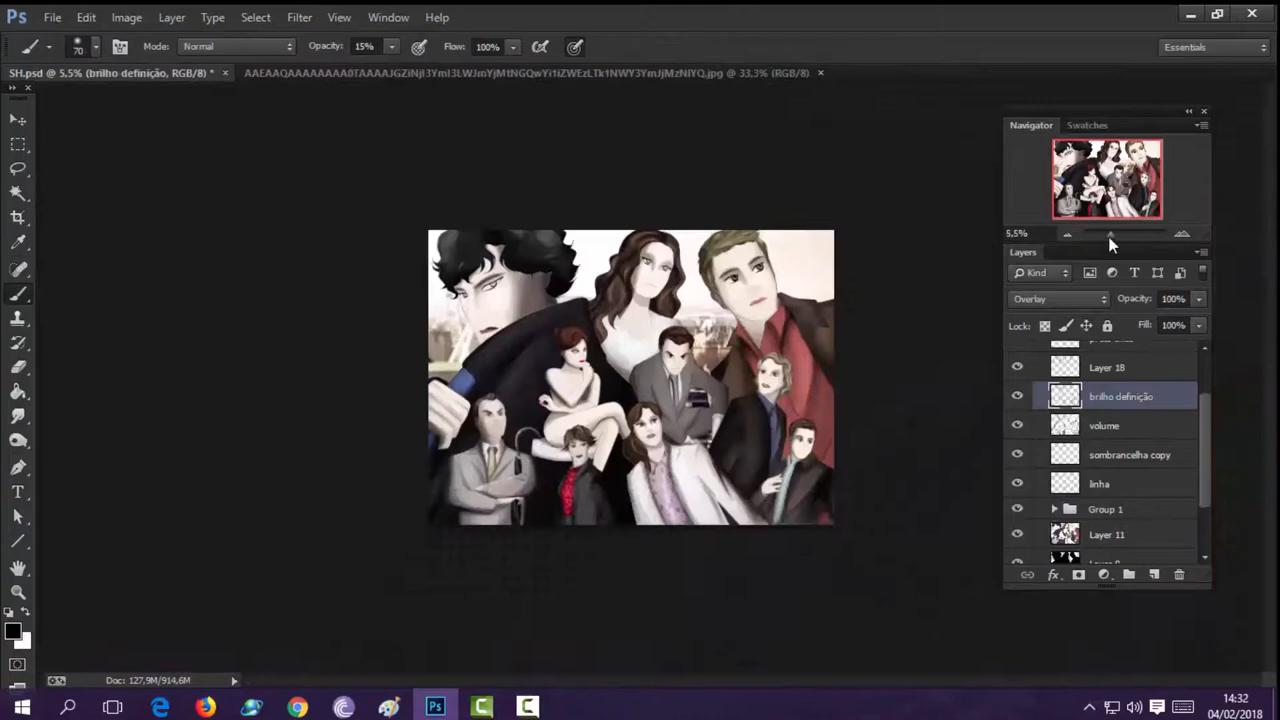 Ps File Edit Image Layer Type Select Filter View Window Help
70 Mode: Normal Opacity: 15% Flow: 100% Essentials
SH.psd @ 5,5% (brilho definição, RGB/8) * × @ 33,3% (RGB/8) ×
Navigator Swatches
5,5%
Layers
Kind
Overlay Opacity: 100%
Lock: Fill: 100%
Layer 18
brilho definição
volume
sombrancelha copy
linha
Group 1
Layer 11
fx
Doc: 127,9M/914,6M
14:32
04/02/2018